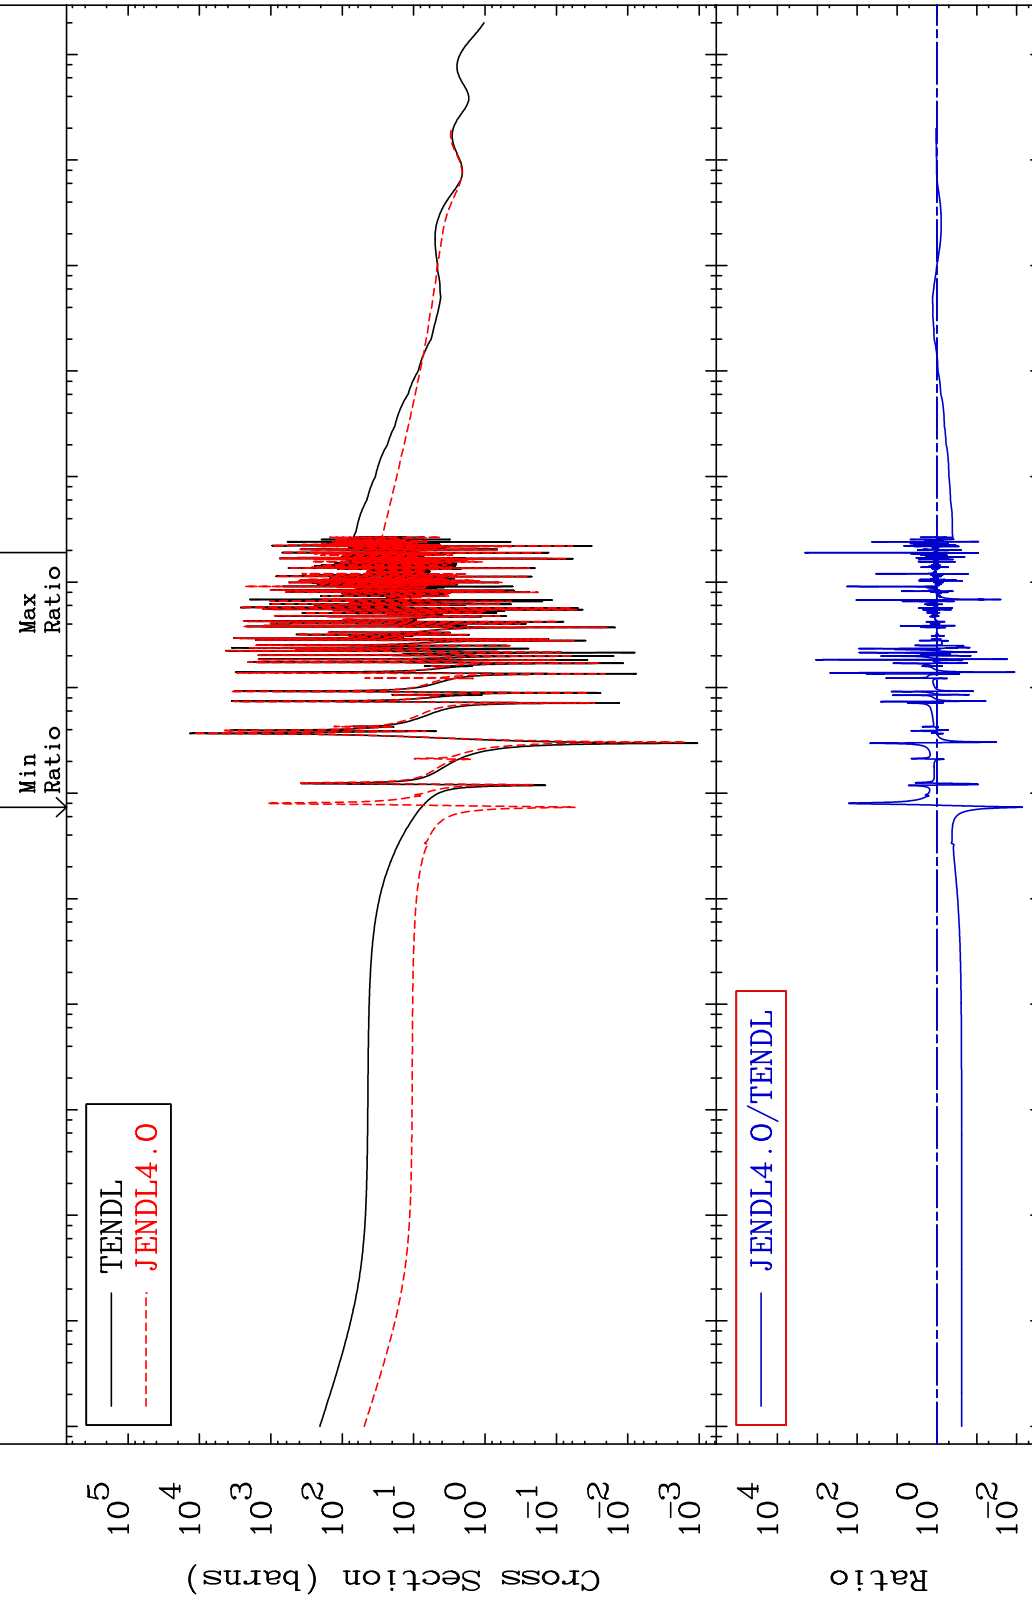 Min
Ratio
Max
Ratio
TENDL
JENDL4.0
10^5
10^4
10^3
10^2
10^1
10^0
10^-1
10^-2
10^-3
Cross Section (barns)
JENDL4.0/TENDL
10^4
10^2
10^0
10^-2
Ratio